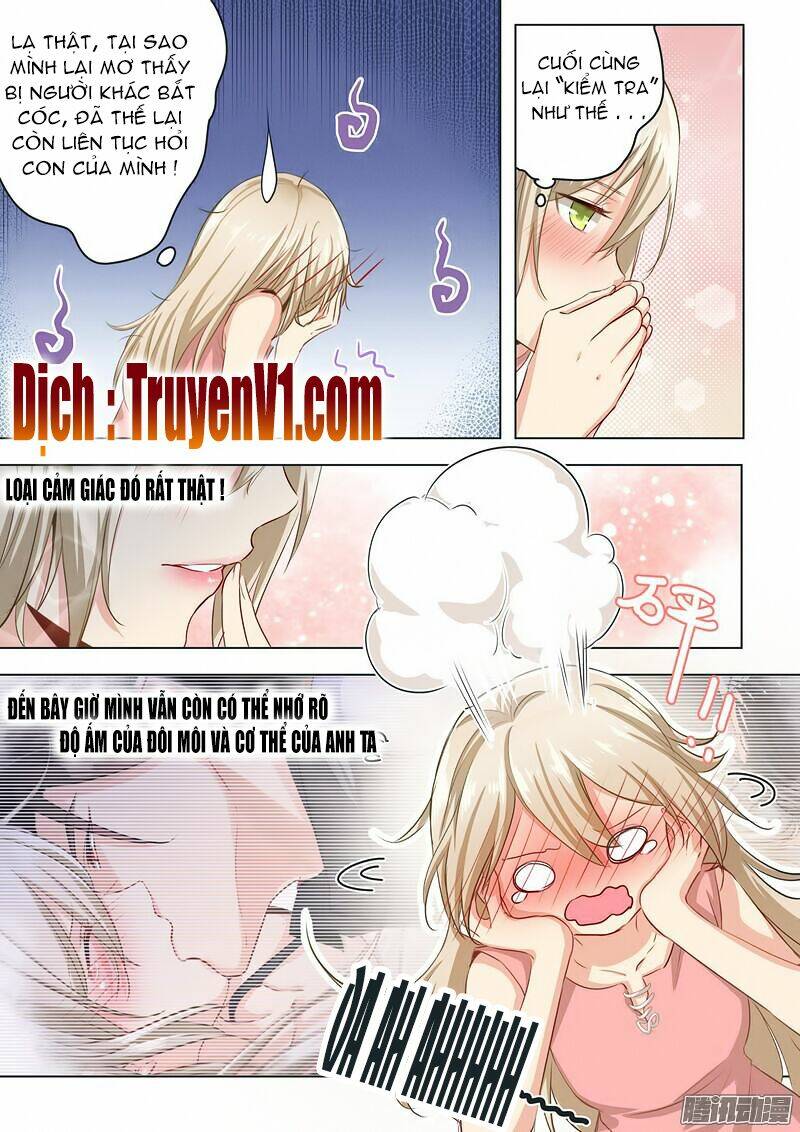 LẠ THẬT, TẠI SAO
MÌNH LẠI MƠ THẤY
BỊ NGƯỜI KHÁC BẮT
CÓC, ĐÃ THẾ LẠI
CÒN LIÊN TỤC HỎI
CON CỦA MÌNH !
CUỐI CÙNG
LẠI "KIỂM TRA"
NHƯ THẾ . . .
Dịch : TruyenV1.com
LOẠI CẢM GIÁC ĐÓ RẤT THẬT !
砰!!!
ĐẾN BÂY GIỜ MÌNH VẪN CÒN CÓ THỂ NHỚ RÕ
ĐỘ ẤM CỦA ĐÔI MÔI VÀ CƠ THỂ CỦA ANH TA
OA AH AHHHHHH~~~~
腾讯动漫